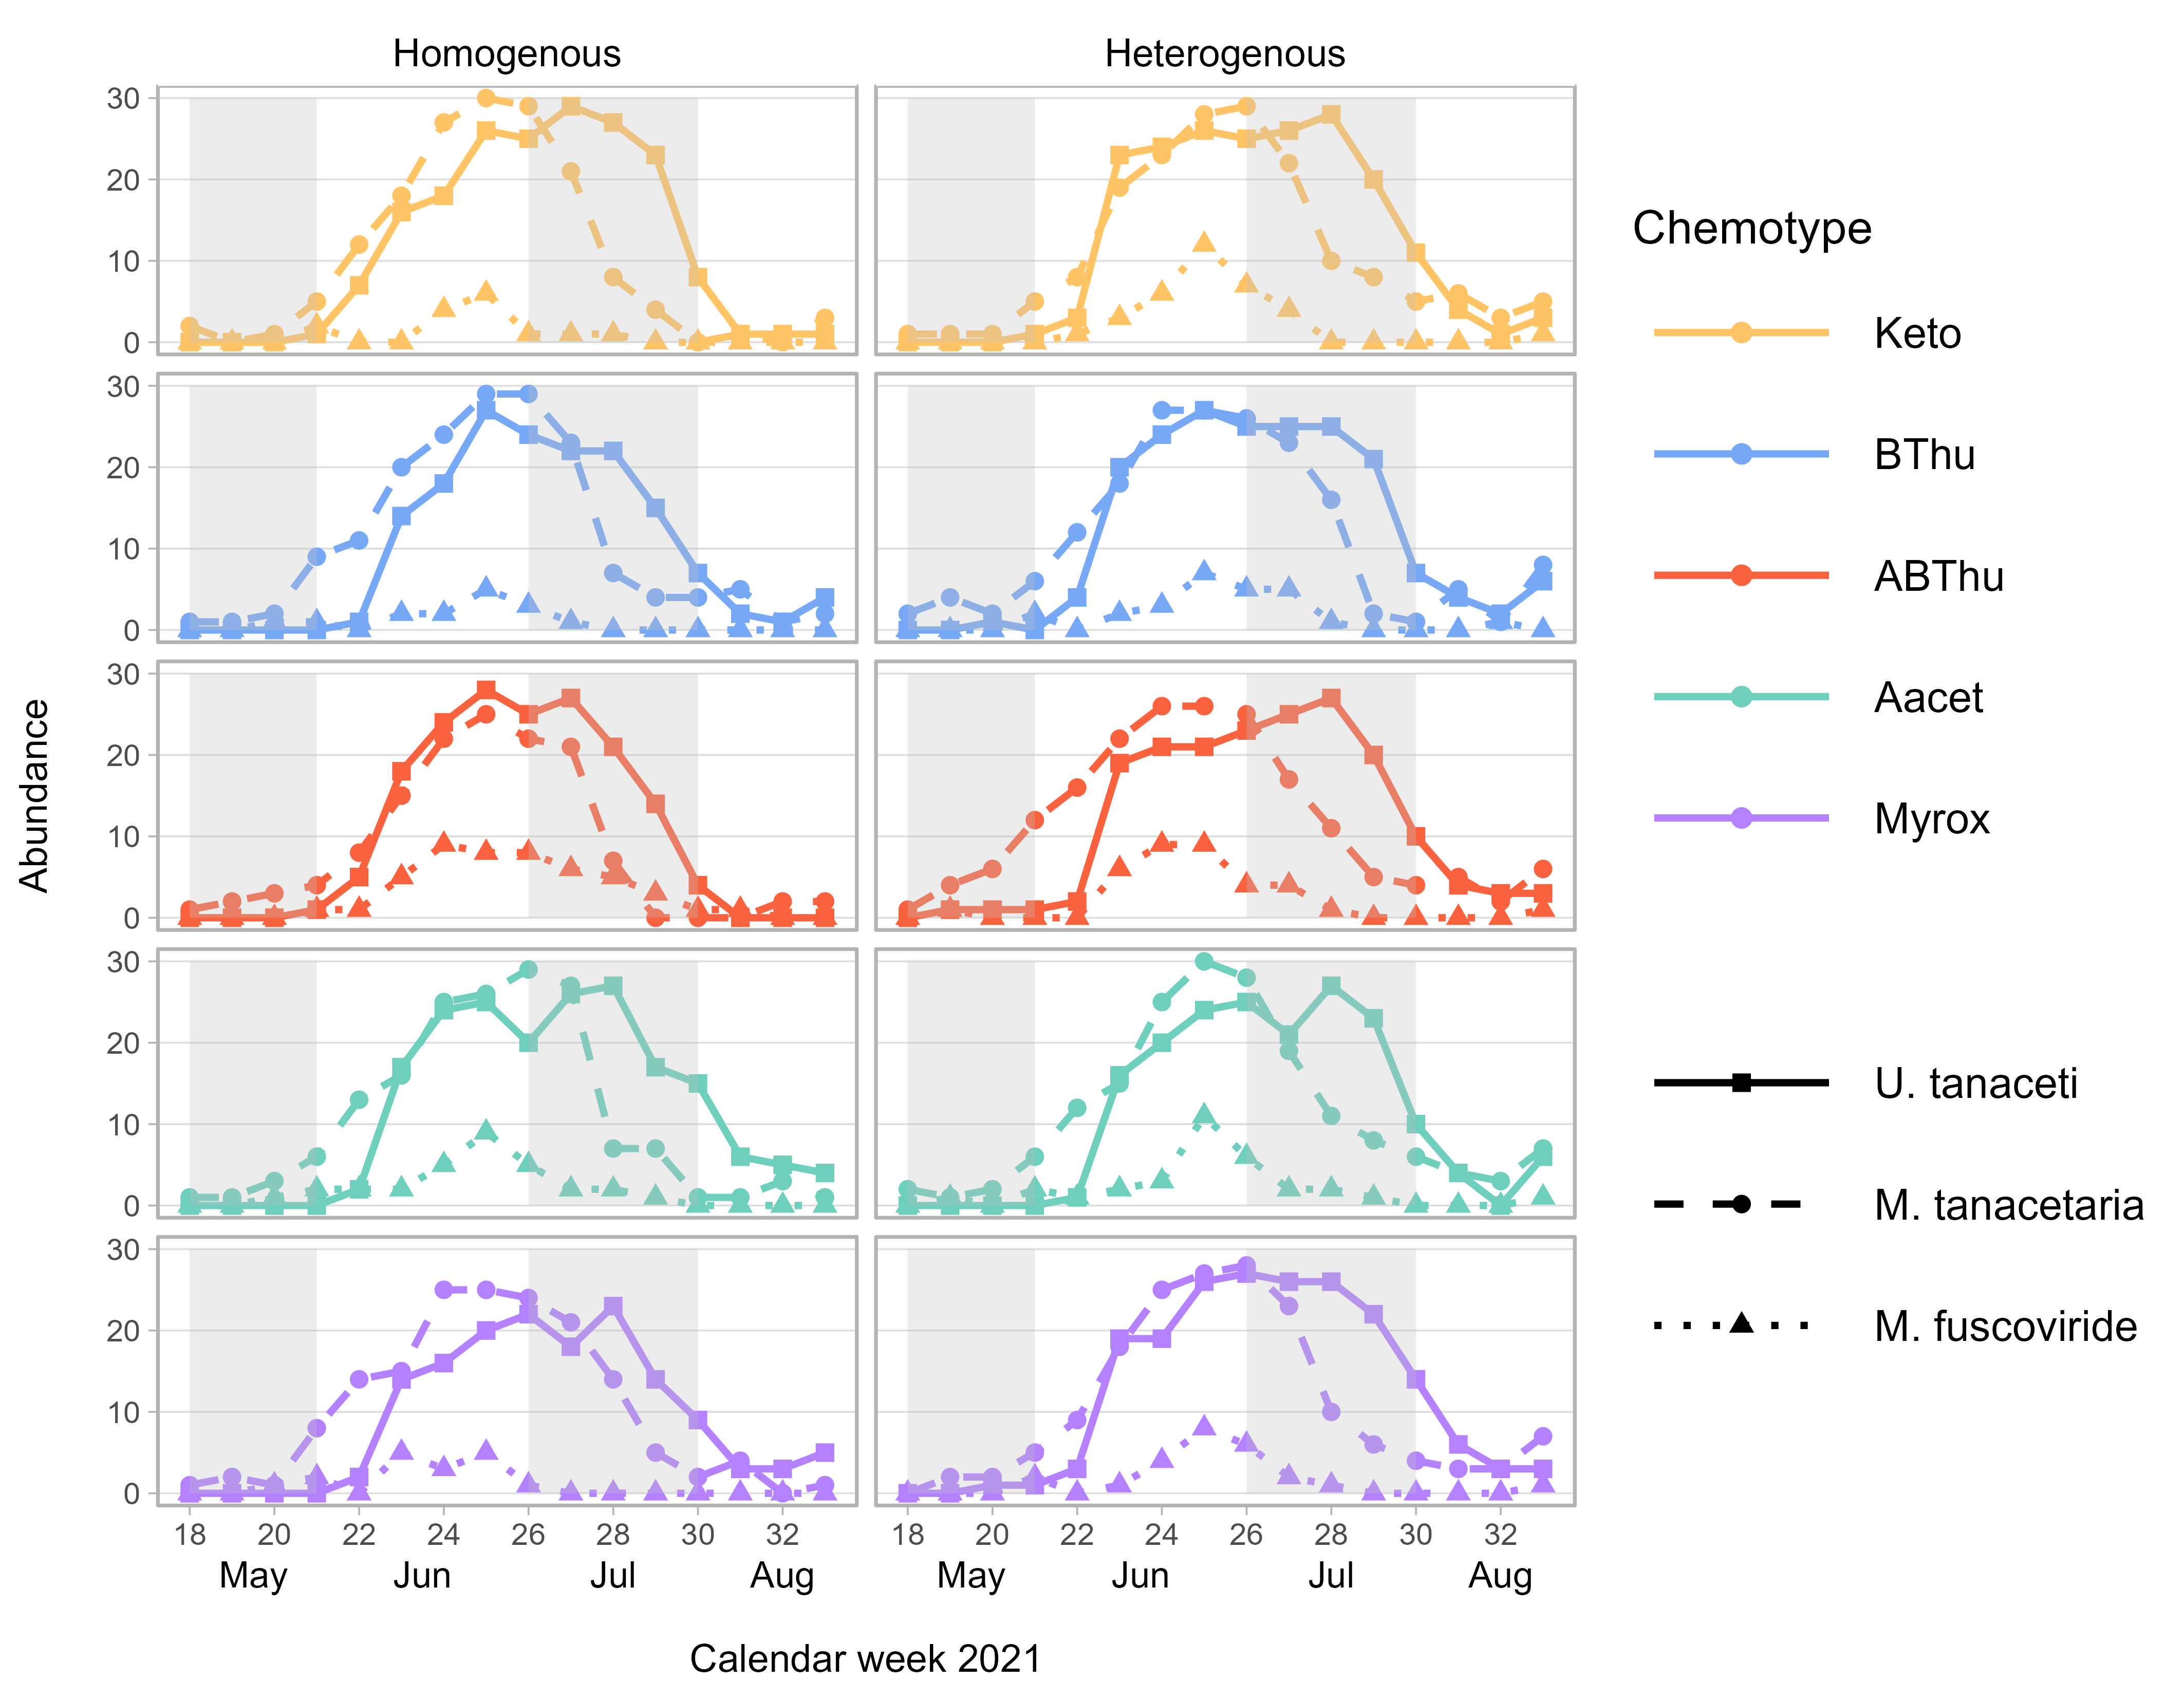 Homogenous Heterogenous
30
20
10
0
30
20
10
0
30
20
10
0
30
20
10
0
30
20
10
0
Abundance
18 20 22 24 26 28 30 32 18 20 22 24 26 28 30 32
May Jun Jul Aug May Jun Jul Aug
Calendar week 2021
Chemotype
Keto
BThu
ABThu
Aacet
Myrox
U. tanaceti
M. tanacetaria
M. fuscoviride